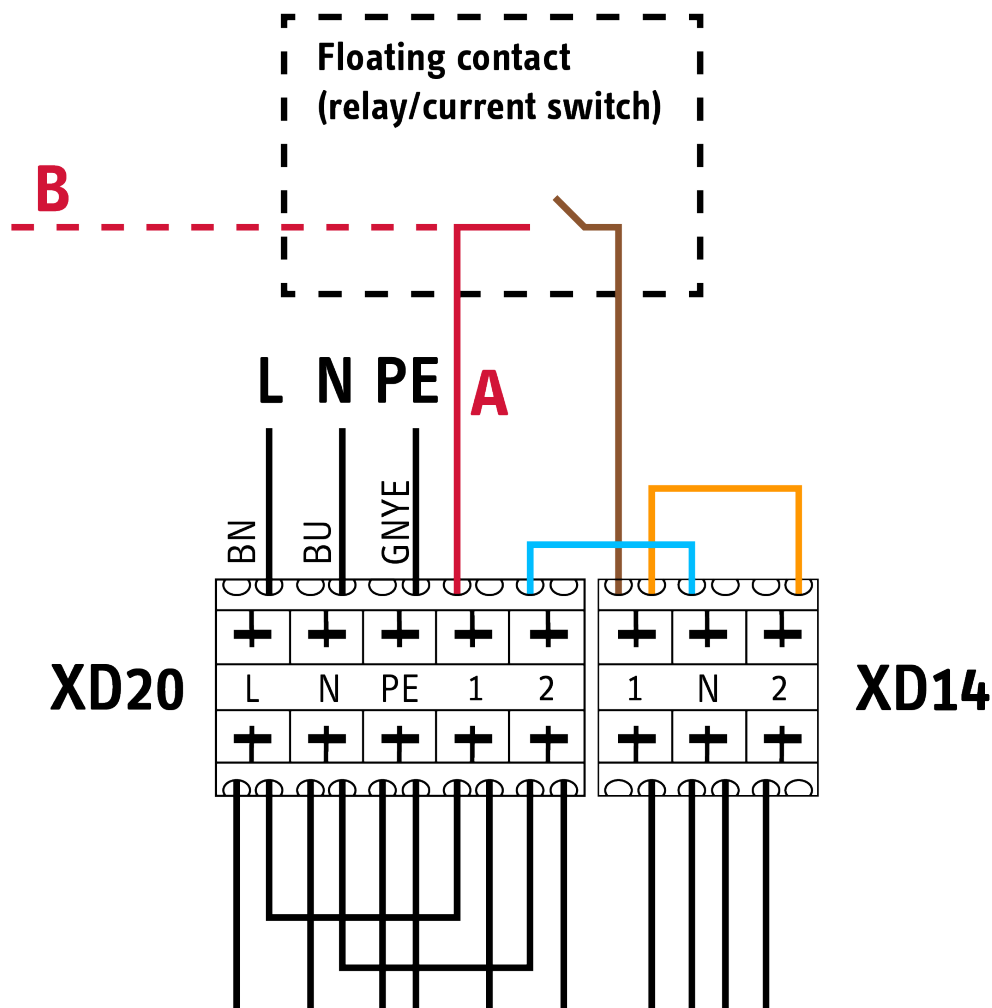 Floating contact
(relay/current switch)
B
L N PE
A
BN BU GNYE
XD20
L N PE 1 2
1 N 2
XD14